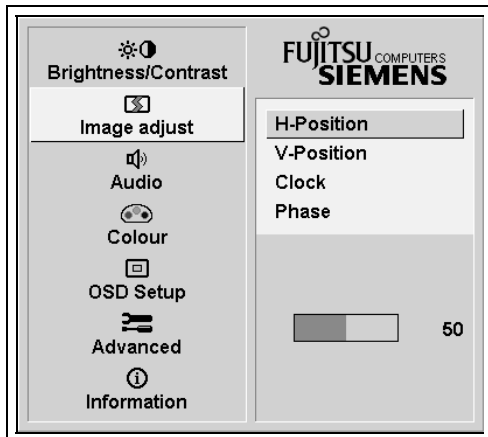 Brightness/Contrast
Image adjust
Audio
Colour
OSD Setup
Advanced
Information
FUJITSU COMPUTERS
SIEMENS
H-Position
V-Position
Clock
Phase
50